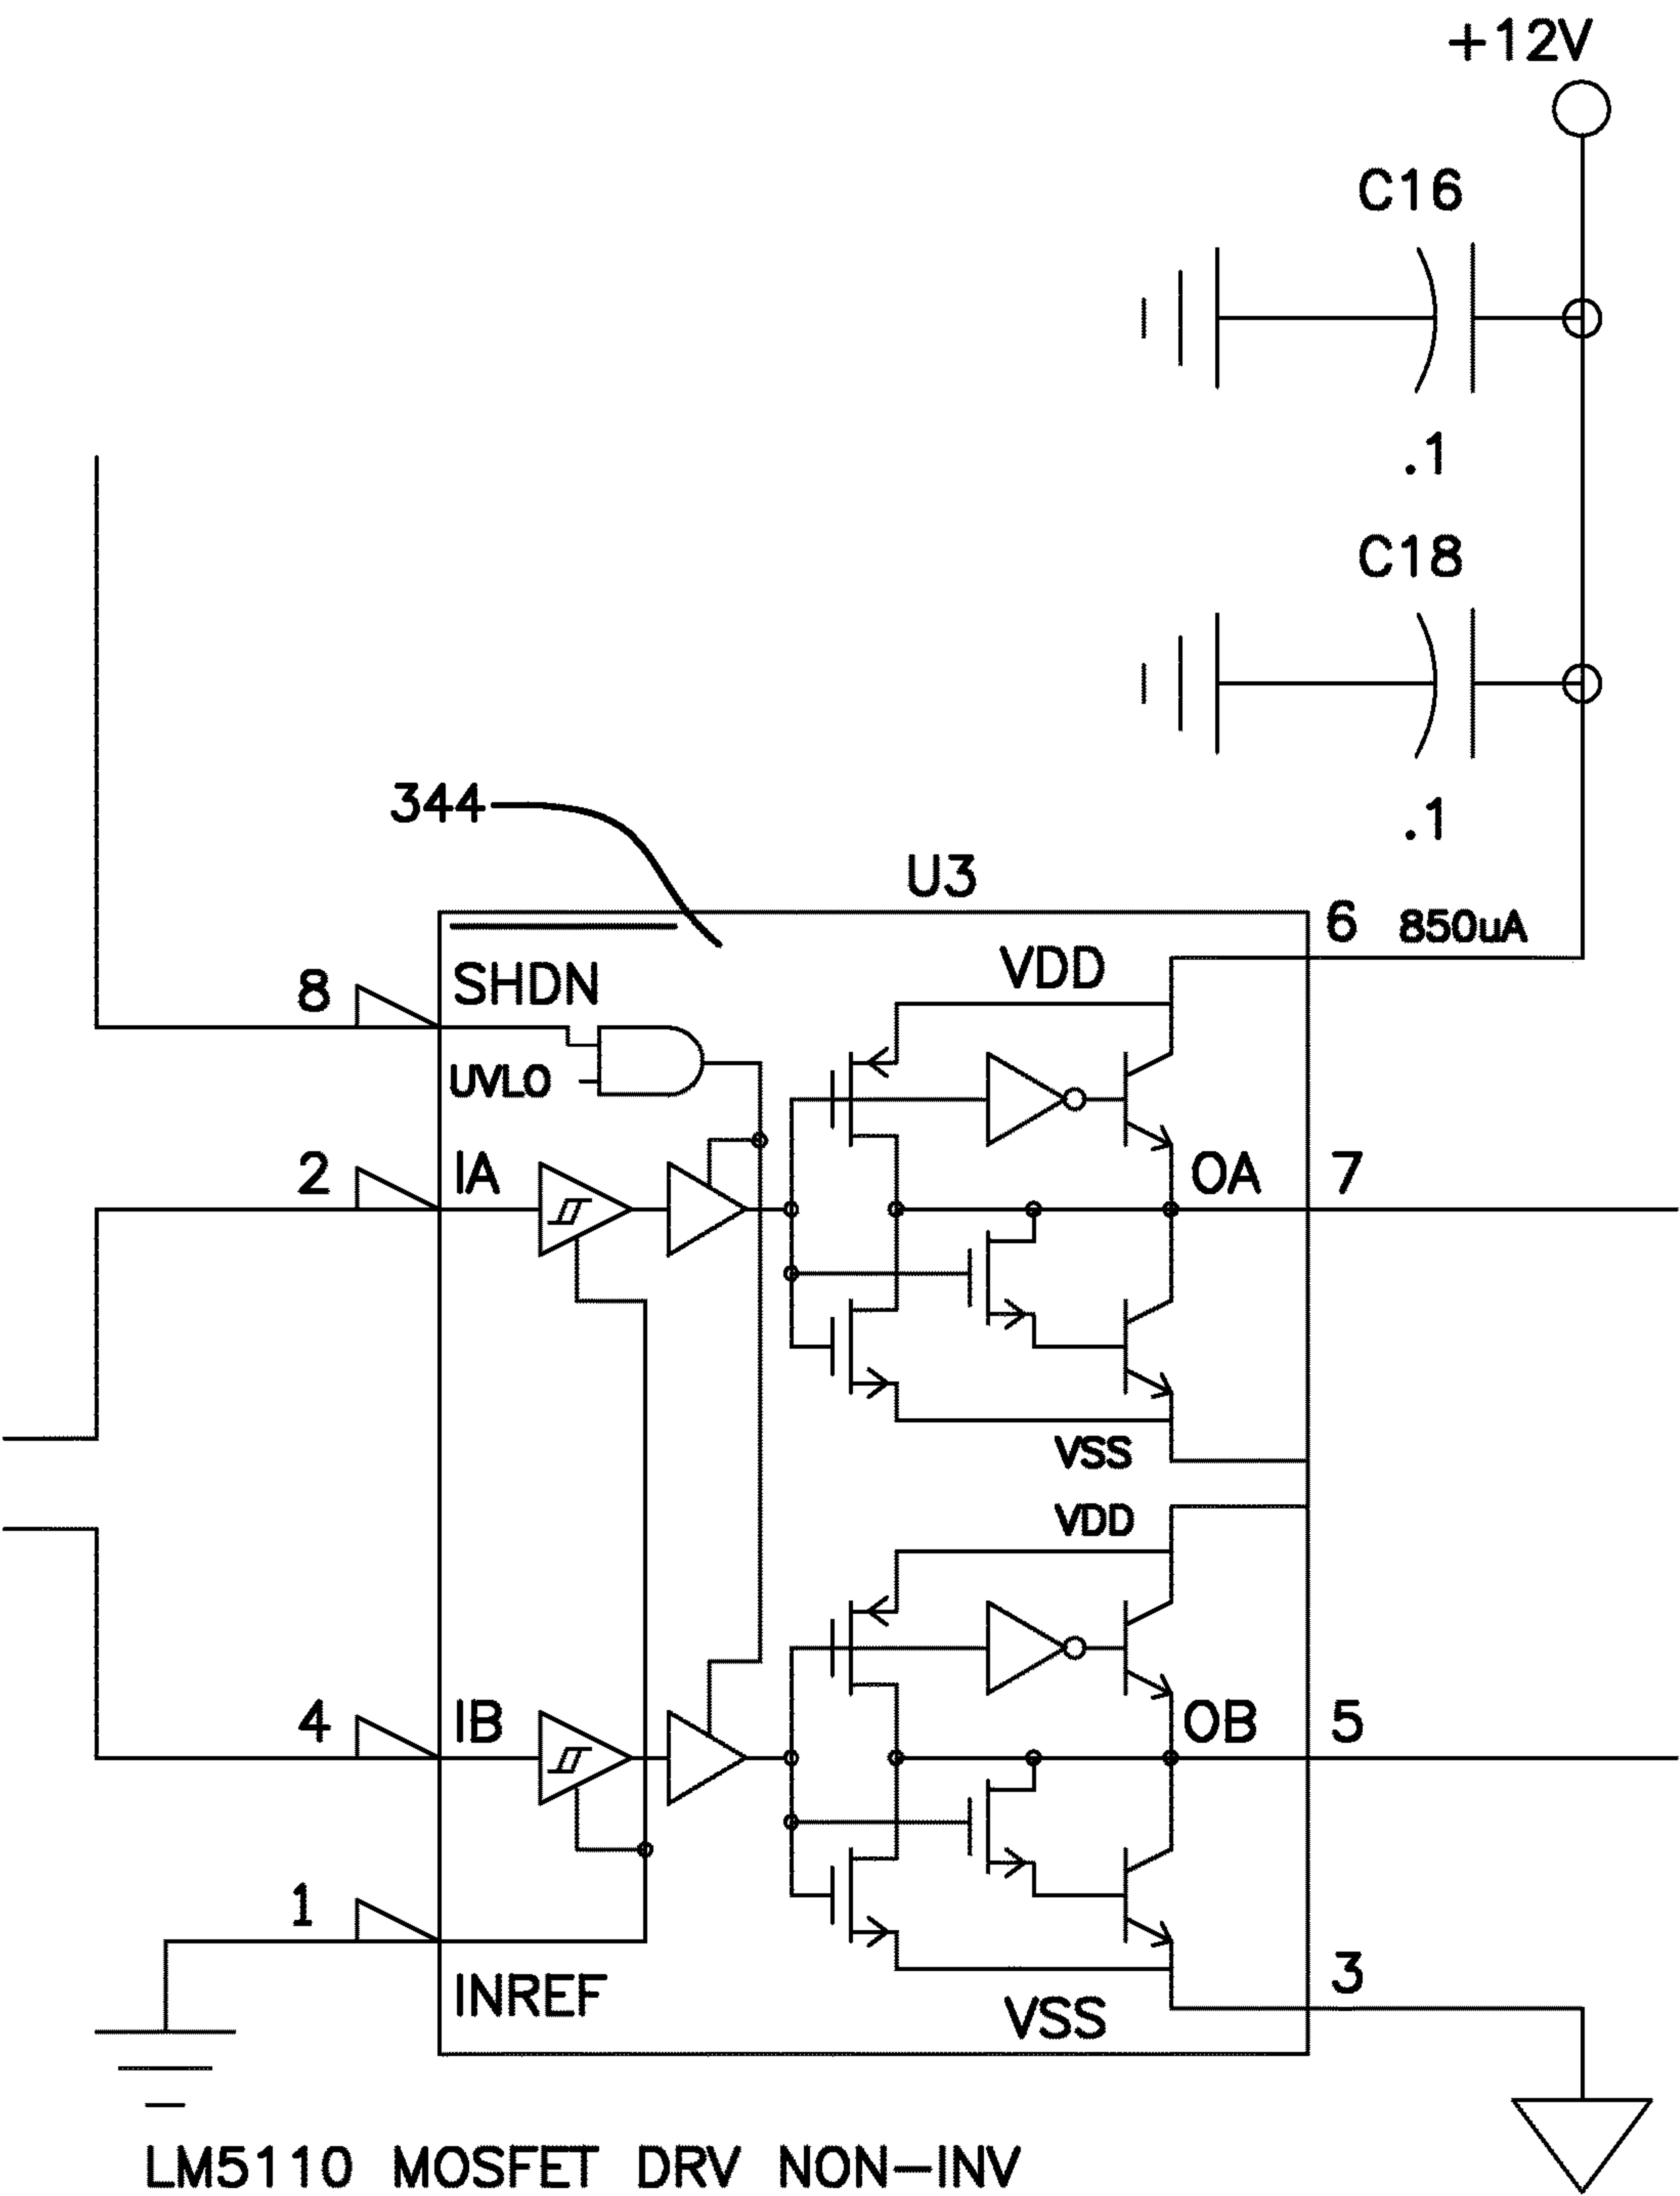 +12V
C16
.1
C18
.1
344
U3
6 850uA
8 SHDN VDD
UVLO
2 IA OA 7
VSS
VDD
4 IB OB 5
1 INREF
3
VSS
LM5110 MOSFET DRV NON-INV